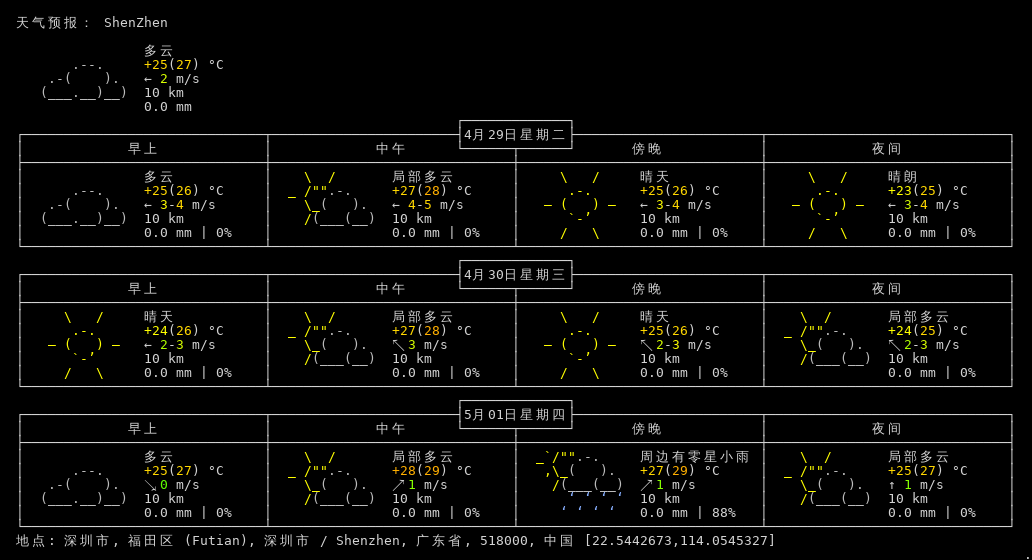 天气预报： ShenZhen
多云
+25(27) °C
← 2 m/s
10 km
0.0 mm
4月29日星期二
早上 中午 傍晚 夜间
多云 局部多云 晴天 晴朗
+25(26) °C +27(28) °C +25(26) °C +23(25) °C
← 3-4 m/s ← 4-5 m/s ← 3-4 m/s ← 3-4 m/s
10 km 10 km 10 km 10 km
0.0 mm | 0% 0.0 mm | 0% 0.0 mm | 0% 0.0 mm | 0%
4月30日星期三
早上 中午 傍晚 夜间
晴天 局部多云 晴天 局部多云
+24(26) °C +27(28) °C +25(26) °C +24(25) °C
← 2-3 m/s ↖ 3 m/s ↖ 2-3 m/s ↖ 2-3 m/s
10 km 10 km 10 km 10 km
0.0 mm | 0% 0.0 mm | 0% 0.0 mm | 0% 0.0 mm | 0%
5月01日星期四
早上 中午 傍晚 夜间
多云 局部多云 周边有零星小雨 局部多云
+25(27) °C +28(29) °C +27(29) °C +25(27) °C
↘ 0 m/s ↗ 1 m/s ↗ 1 m/s ↑ 1 m/s
10 km 10 km 10 km 10 km
0.0 mm | 0% 0.0 mm | 0% 0.0 mm | 88% 0.0 mm | 0%
地点: 深圳市, 福田区 (Futian), 深圳市 / Shenzhen, 广东省, 518000, 中国 [22.5442673,114.0545327]